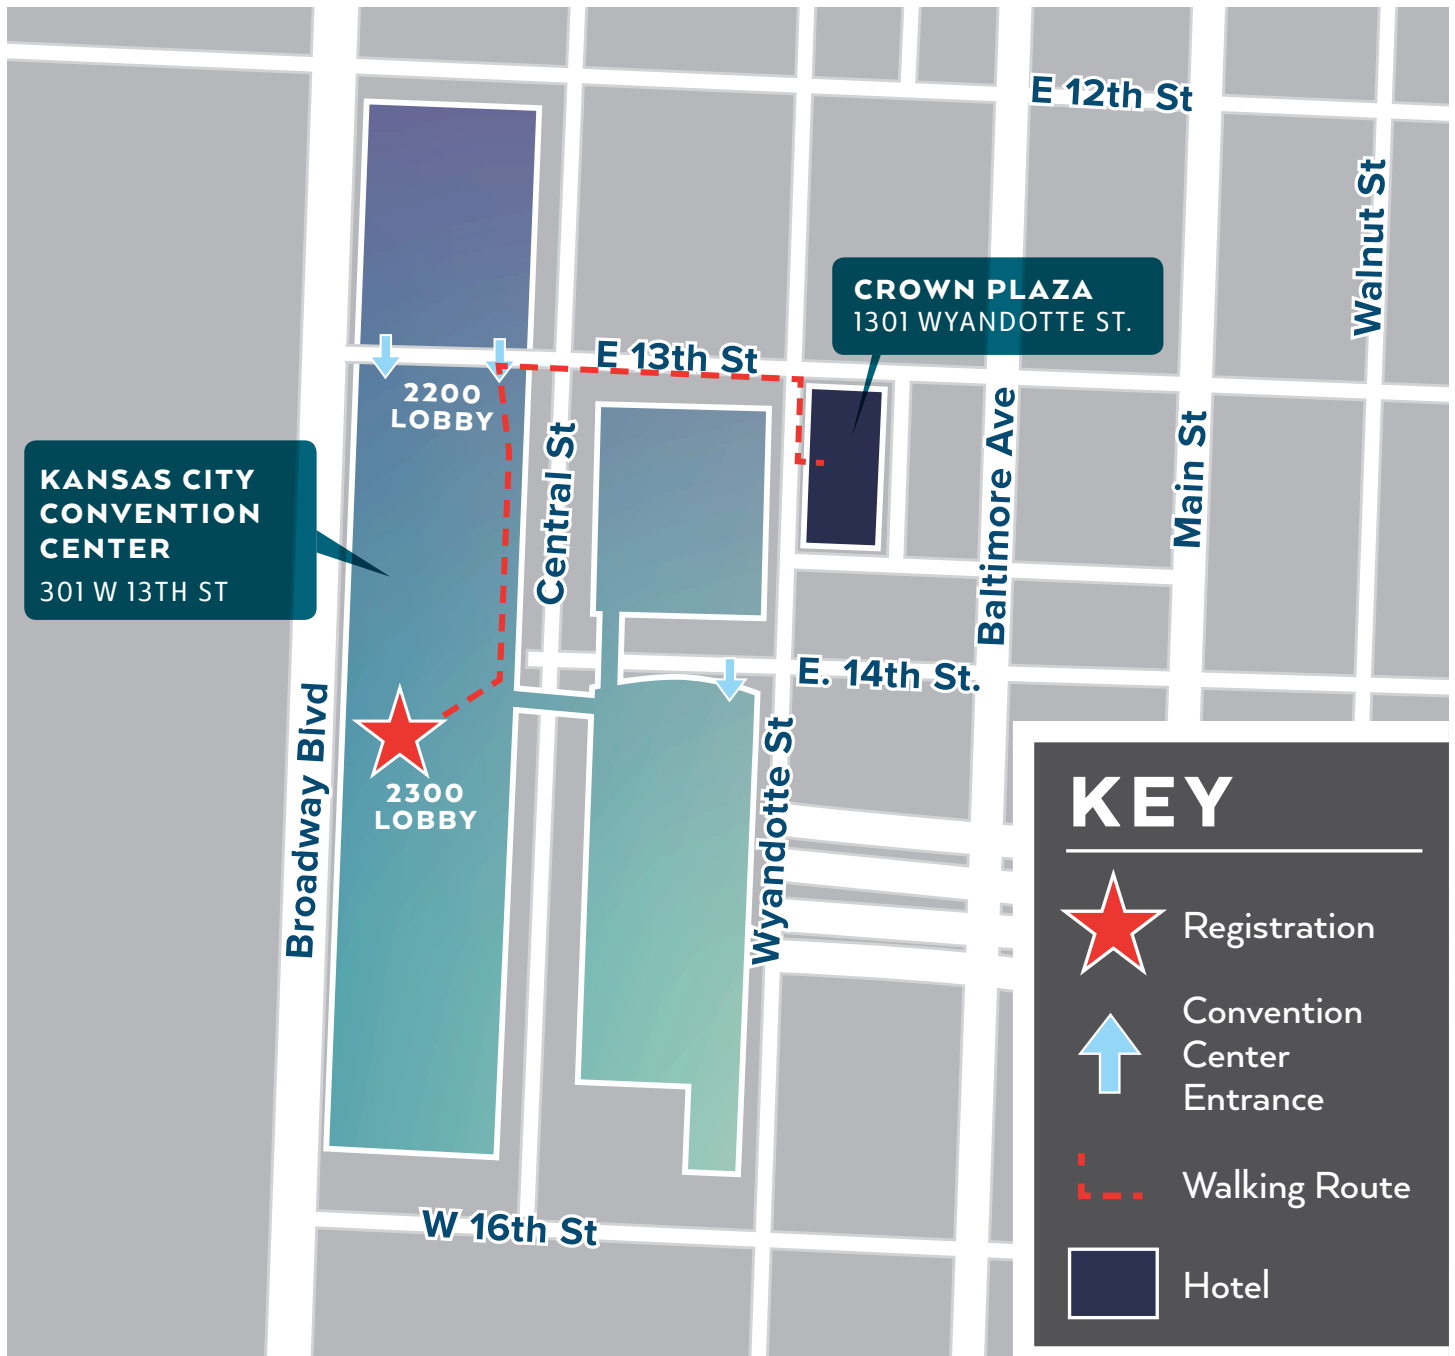 E 12th St
Walnut St
CROWN PLAZA
1301 WYANDOTTE ST.
E 13th St
2200
LOBBY
Central St
Baltimore Ave
Main St
KANSAS CITY
CONVENTION
CENTER
301 W 13TH ST
E. 14th St.
Broadway Blvd
Wyandotte St
2300
LOBBY
W 16th St
KEY
Registration
Convention
Center
Entrance
Walking Route
Hotel